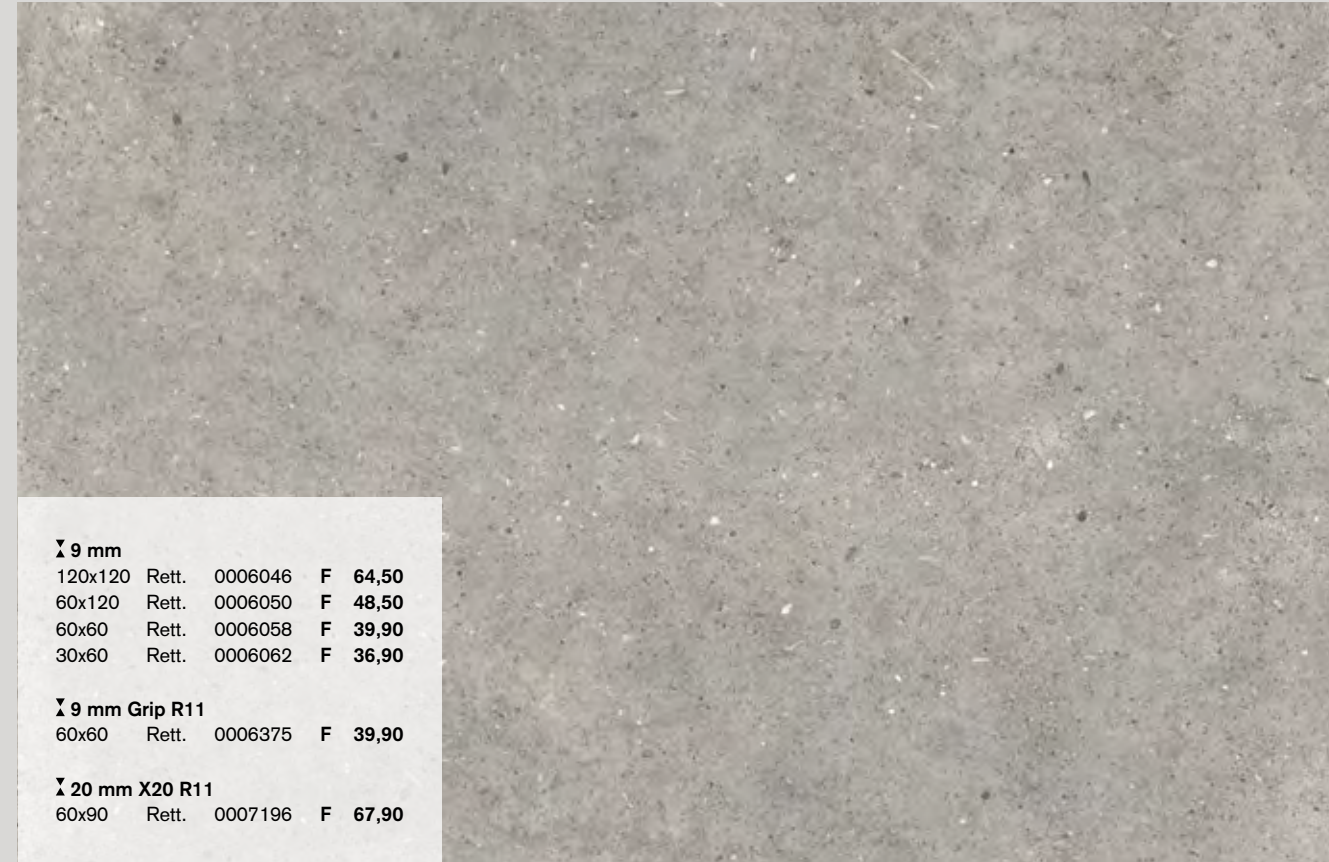 9 mm
120x120 Rett. 0006046 F 64,50
60x120 Rett. 0006050 F 48,50
60x60 Rett. 0006058 F 39,90
30x60 Rett. 0006062 F 36,90
9 mm Grip R11
60x60 Rett. 0006375 F 39,90
20 mm X20 R11
60x90 Rett. 0007196 F 67,90